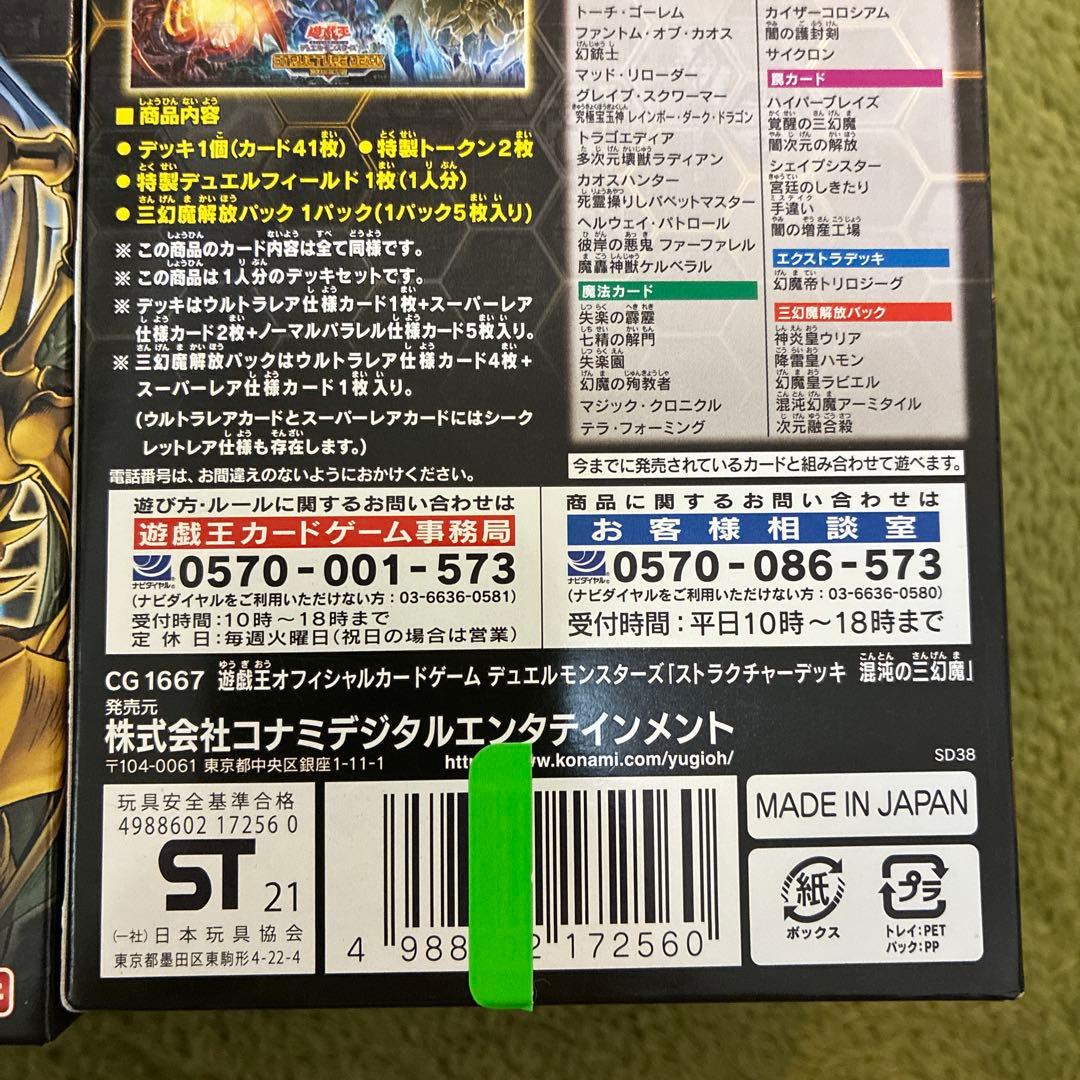 遊戯王
STRUCTURE DECK
■ 商品内容
● デッキ1個(カード41枚) ● 特製トークン2枚
● 特製デュエルフィールド1枚(1人分)
● 三幻魔解放パック 1パック(1パック5枚入り)
※ この商品のカード内容は全て同様です。
※ この商品は1人分のデッキセットです。
※ デッキはウルトラレア仕様カード1枚+スーパーレア
仕様カード2枚+ノーマルパラレル仕様カード5枚入り。
※ 三幻魔解放パックはウルトラレア仕様カード4枚+
スーパーレア仕様カード1枚入り。
(ウルトラレアカードとスーパーレアカードにはシーク
レットレア仕様も存在します。)
電話番号は、お間違えのないようにおかけください。
トーチ・ゴーレム
ファントム・オブ・カオス
幻銃士
マッド・リローダー
グレイブ・スクワーマー
究極宝玉神 レインボー・ダーク・ドラゴン
トラゴエディア
多次元壊獣ラディアン
カオスハンター
死霊操りしパペットマスター
ヘルウェイ・パトロール
彼岸の悪鬼 ファーファレル
魔轟神獣ケルベラル
魔法カード
失楽の霹靂
七精の解門
失楽園
幻魔の殉教者
マジック・クロニクル
テラ・フォーミング
カイザーコロシアム
闇の護封剣
サイクロン
罠カード
ハイパーブレイズ
覚醒の三幻魔
闇次元の解放
シェイプシスター
宮廷のしきたり
手違い
闇の増産工場
エクストラデッキ
幻魔帝トリロジーグ
三幻魔解放パック
神炎皇ウリア
降雷皇ハモン
幻魔皇ラビエル
混沌幻魔アーミタイル
次元融合殺
今までに発売されているカードと組み合わせて遊べます。
遊び方・ルールに関するお問い合わせは
遊戯王カードゲーム事務局
ナビダイヤル 0570-001-573
(ナビダイヤルをご利用いただけない方:03-6636-0581)
受付時間:10時〜18時まで
定休日:毎週火曜日(祝日の場合は営業)
商品に関するお問い合わせは
お客様相談室
ナビダイヤル 0570-086-573
(ナビダイヤルをご利用いただけない方:03-6636-0580)
受付時間:平日10時〜18時まで
CG1667 遊戯王オフィシャルカードゲーム デュエルモンスターズ「ストラクチャーデッキ 混沌の三幻魔」
発売元
株式会社コナミデジタルエンタテインメント
〒104-0061 東京都中央区銀座1-11-1
w.konami.com/yugioh/
SD38
玩具安全基準合格
4988602 17256 0
ST 21
(一社)日本玩具協会
東京都墨田区東駒形4-22-4
4 988 2 172560
MADE IN JAPAN
紙
ボックス
プラ
トレイ:PET
パック:PP